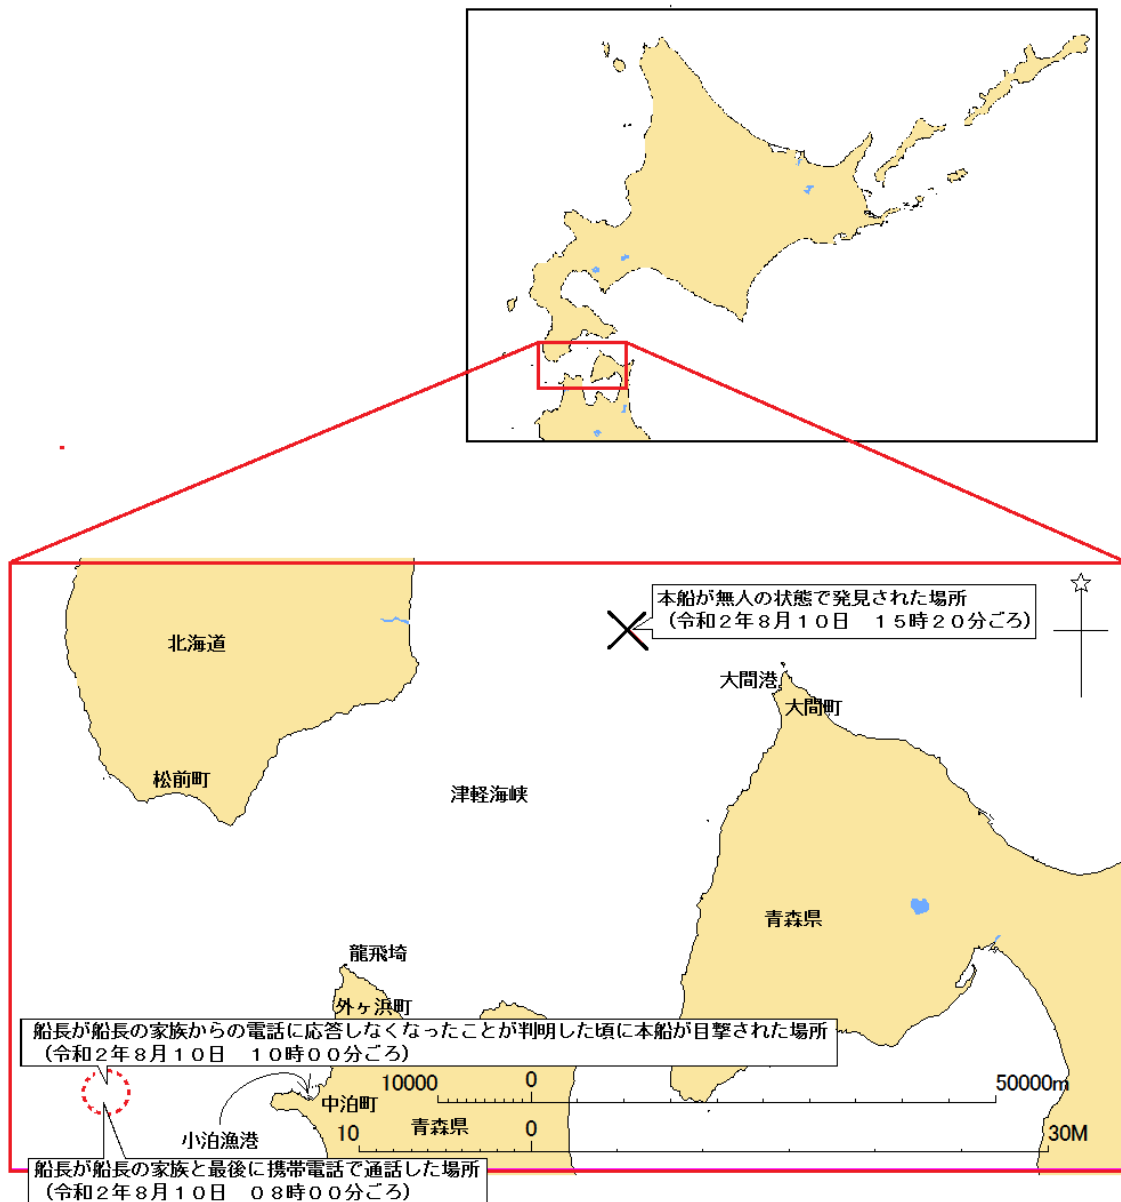 本船が無人の状態で発見された場所
（令和２年８月１０日　１５時２０分ごろ）
北海道
大間港
大間町
松前町
津軽海峡
青森県
龍飛埼
外ヶ浜町
船長が船長の家族からの電話に応答しなくなったことが判明した頃に本船が目撃された場所
（令和２年８月１０日　１０時００分ごろ）
10000 0 50000m
中泊町
青森県
小泊漁港
10 0 30M
船長が船長の家族と最後に携帯電話で通話した場所
（令和２年８月１０日　０８時００分ごろ）